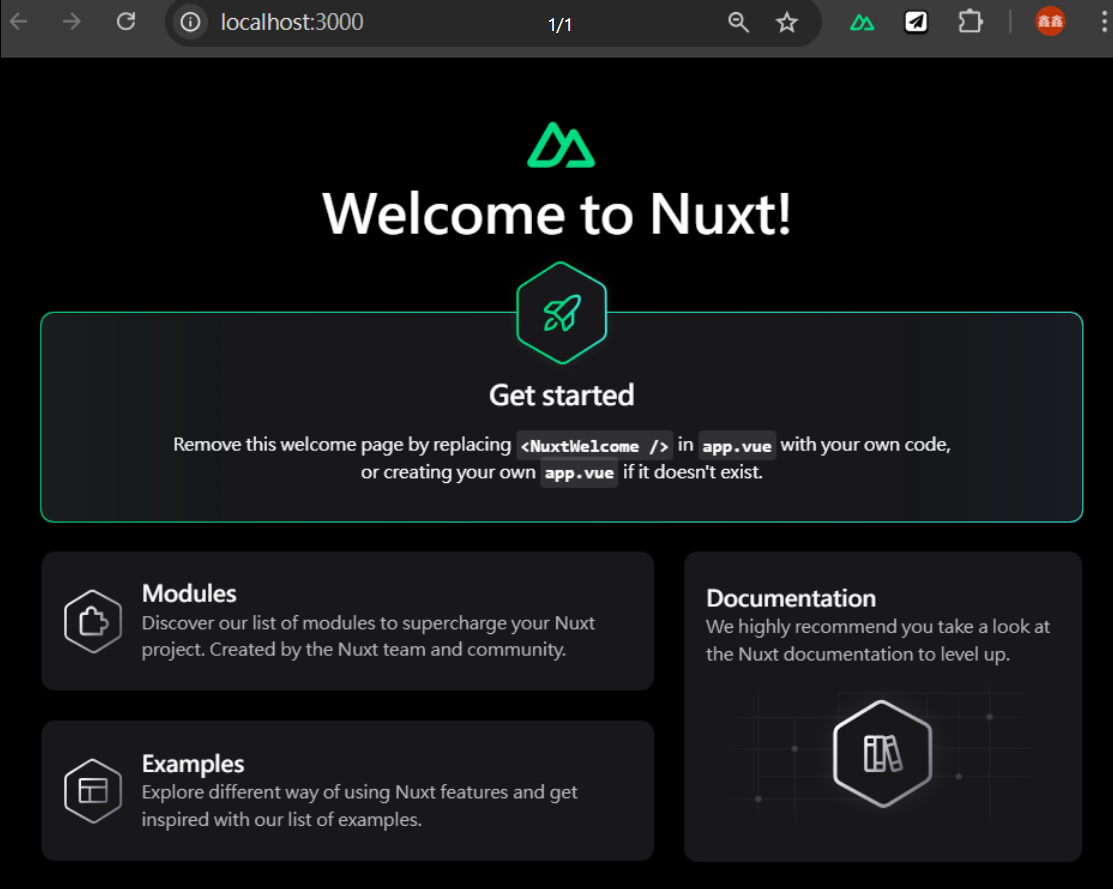 localhost:3000
1/1
鑫鑫
Welcome to Nuxt!
Get started
Remove this welcome page by replacing <NuxtWelcome /> in app.vue with your own code,
or creating your own app.vue if it doesn't exist.
Modules
Discover our list of modules to supercharge your Nuxt
project. Created by the Nuxt team and community.
Examples
Explore different way of using Nuxt features and get
inspired with our list of examples.
Documentation
We highly recommend you take a look at
the Nuxt documentation to level up.